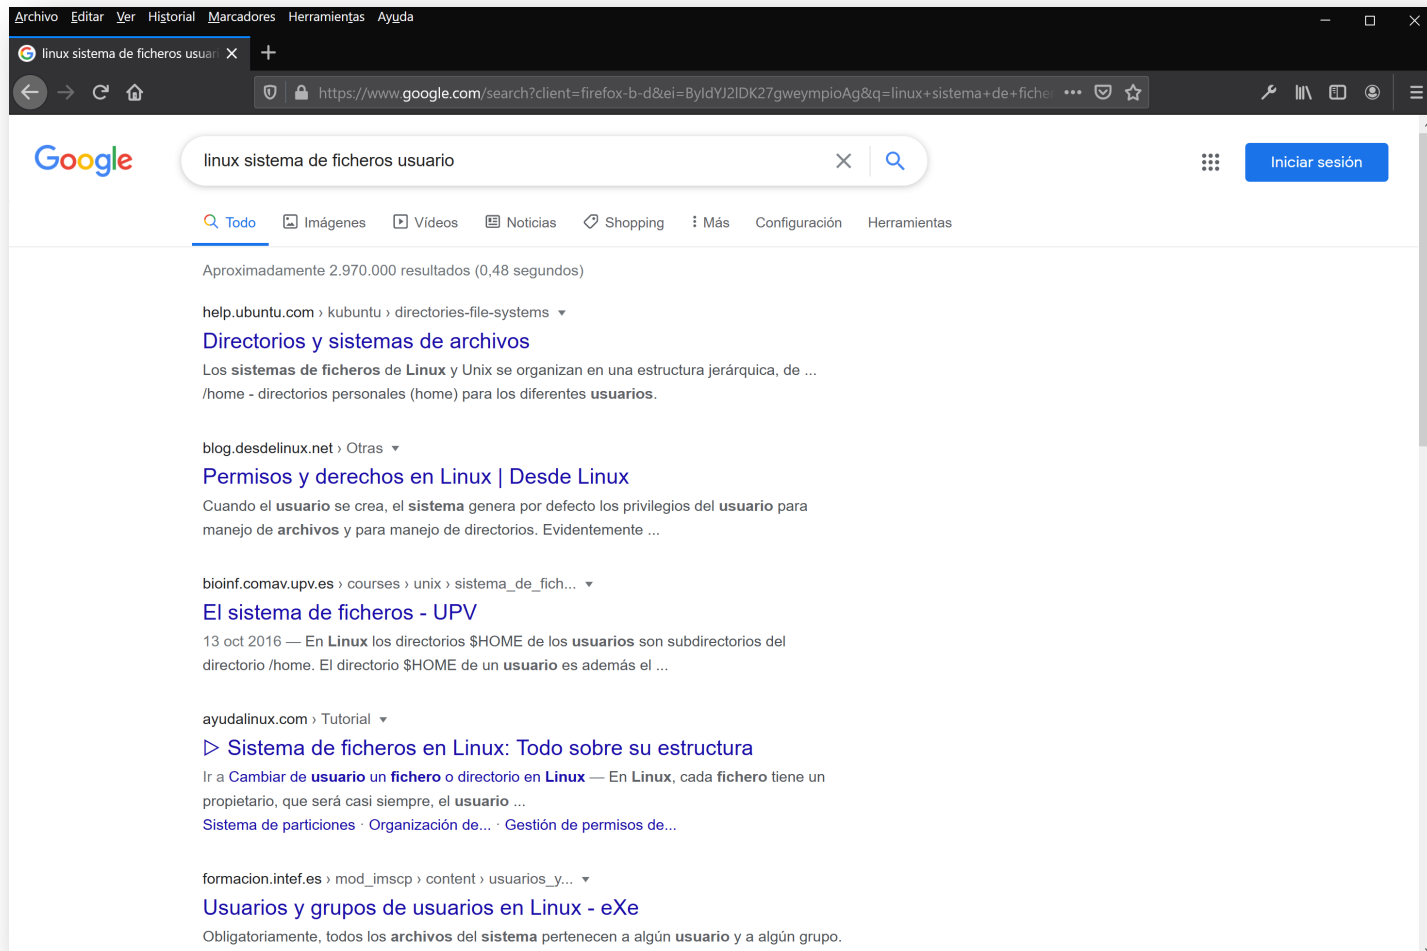 Archivo Editar Ver Historial Marcadores Herramientas Ayuda
linux sistema de ficheros usuari
https://www.google.com/search?client=firefox-b-d&ei=ByldYJ2lDK27gweympioAg&q=linux+sistema+de+ficher
Google
linux sistema de ficheros usuario
Iniciar sesión
Todo Imágenes Vídeos Noticias Shopping Más Configuración Herramientas
Aproximadamente 2.970.000 resultados (0,48 segundos)
help.ubuntu.com › kubuntu › directories-file-systems
Directorios y sistemas de archivos
Los sistemas de ficheros de Linux y Unix se organizan en una estructura jerárquica, de ...
/home - directorios personales (home) para los diferentes usuarios.
blog.desdelinux.net › Otras
Permisos y derechos en Linux | Desde Linux
Cuando el usuario se crea, el sistema genera por defecto los privilegios del usuario para
manejo de archivos y para manejo de directorios. Evidentemente ...
bioinf.comav.upv.es › courses › unix › sistema_de_fich...
El sistema de ficheros - UPV
13 oct 2016 — En Linux los directorios $HOME de los usuarios son subdirectorios del
directorio /home. El directorio $HOME de un usuario es además el ...
ayudalinux.com › Tutorial
▷ Sistema de ficheros en Linux: Todo sobre su estructura
Ir a Cambiar de usuario un fichero o directorio en Linux — En Linux, cada fichero tiene un
propietario, que será casi siempre, el usuario ...
Sistema de particiones · Organización de... · Gestión de permisos de...
formacion.intef.es › mod_imscp › content › usuarios_y...
Usuarios y grupos de usuarios en Linux - eXe
Obligatoriamente, todos los archivos del sistema pertenecen a algún usuario y a algún grupo.